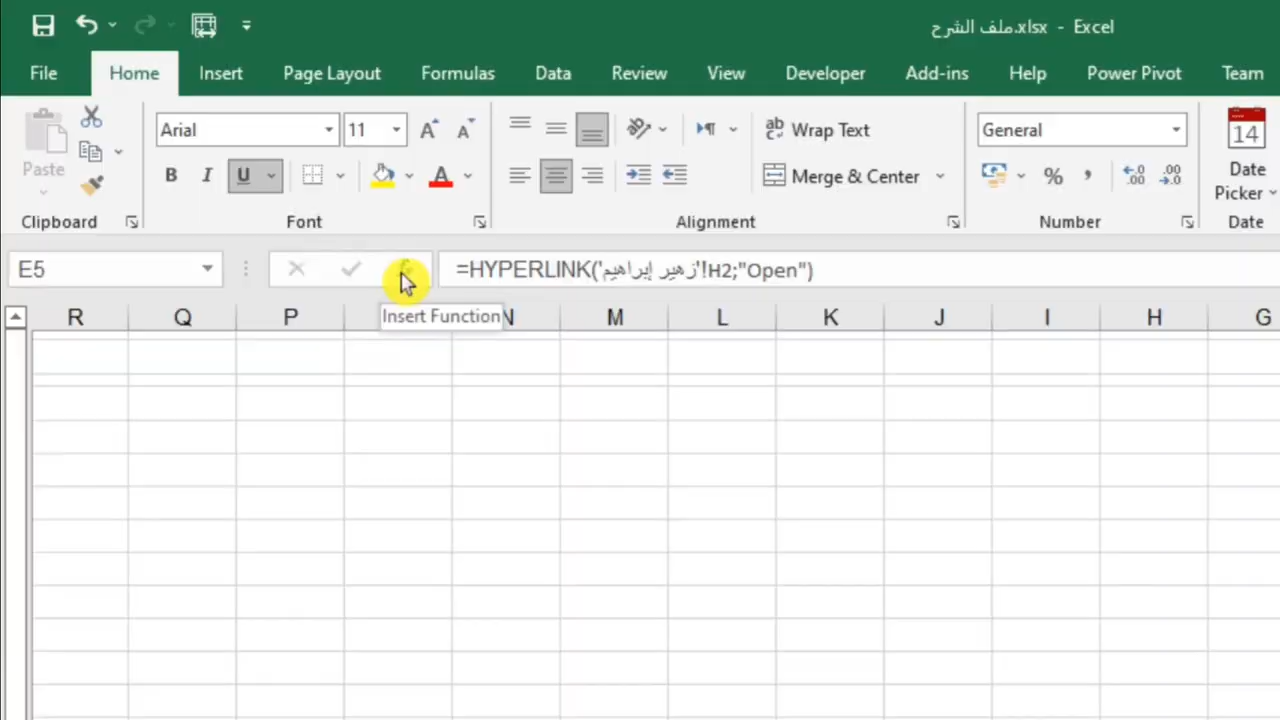 ملف الشرح.xlsx - Excel
File Home Insert Page Layout Formulas Data Review View Developer Add-ins Help Power Pivot Team
Arial 11 Wrap Text General 14
Paste B I U Merge & Center % Date Picker
Clipboard Font Alignment Number Date
E5 =HYPERLINK('زهير إبراهيم'!H2;"Open")
Insert Function
R Q P N M L K J I H G